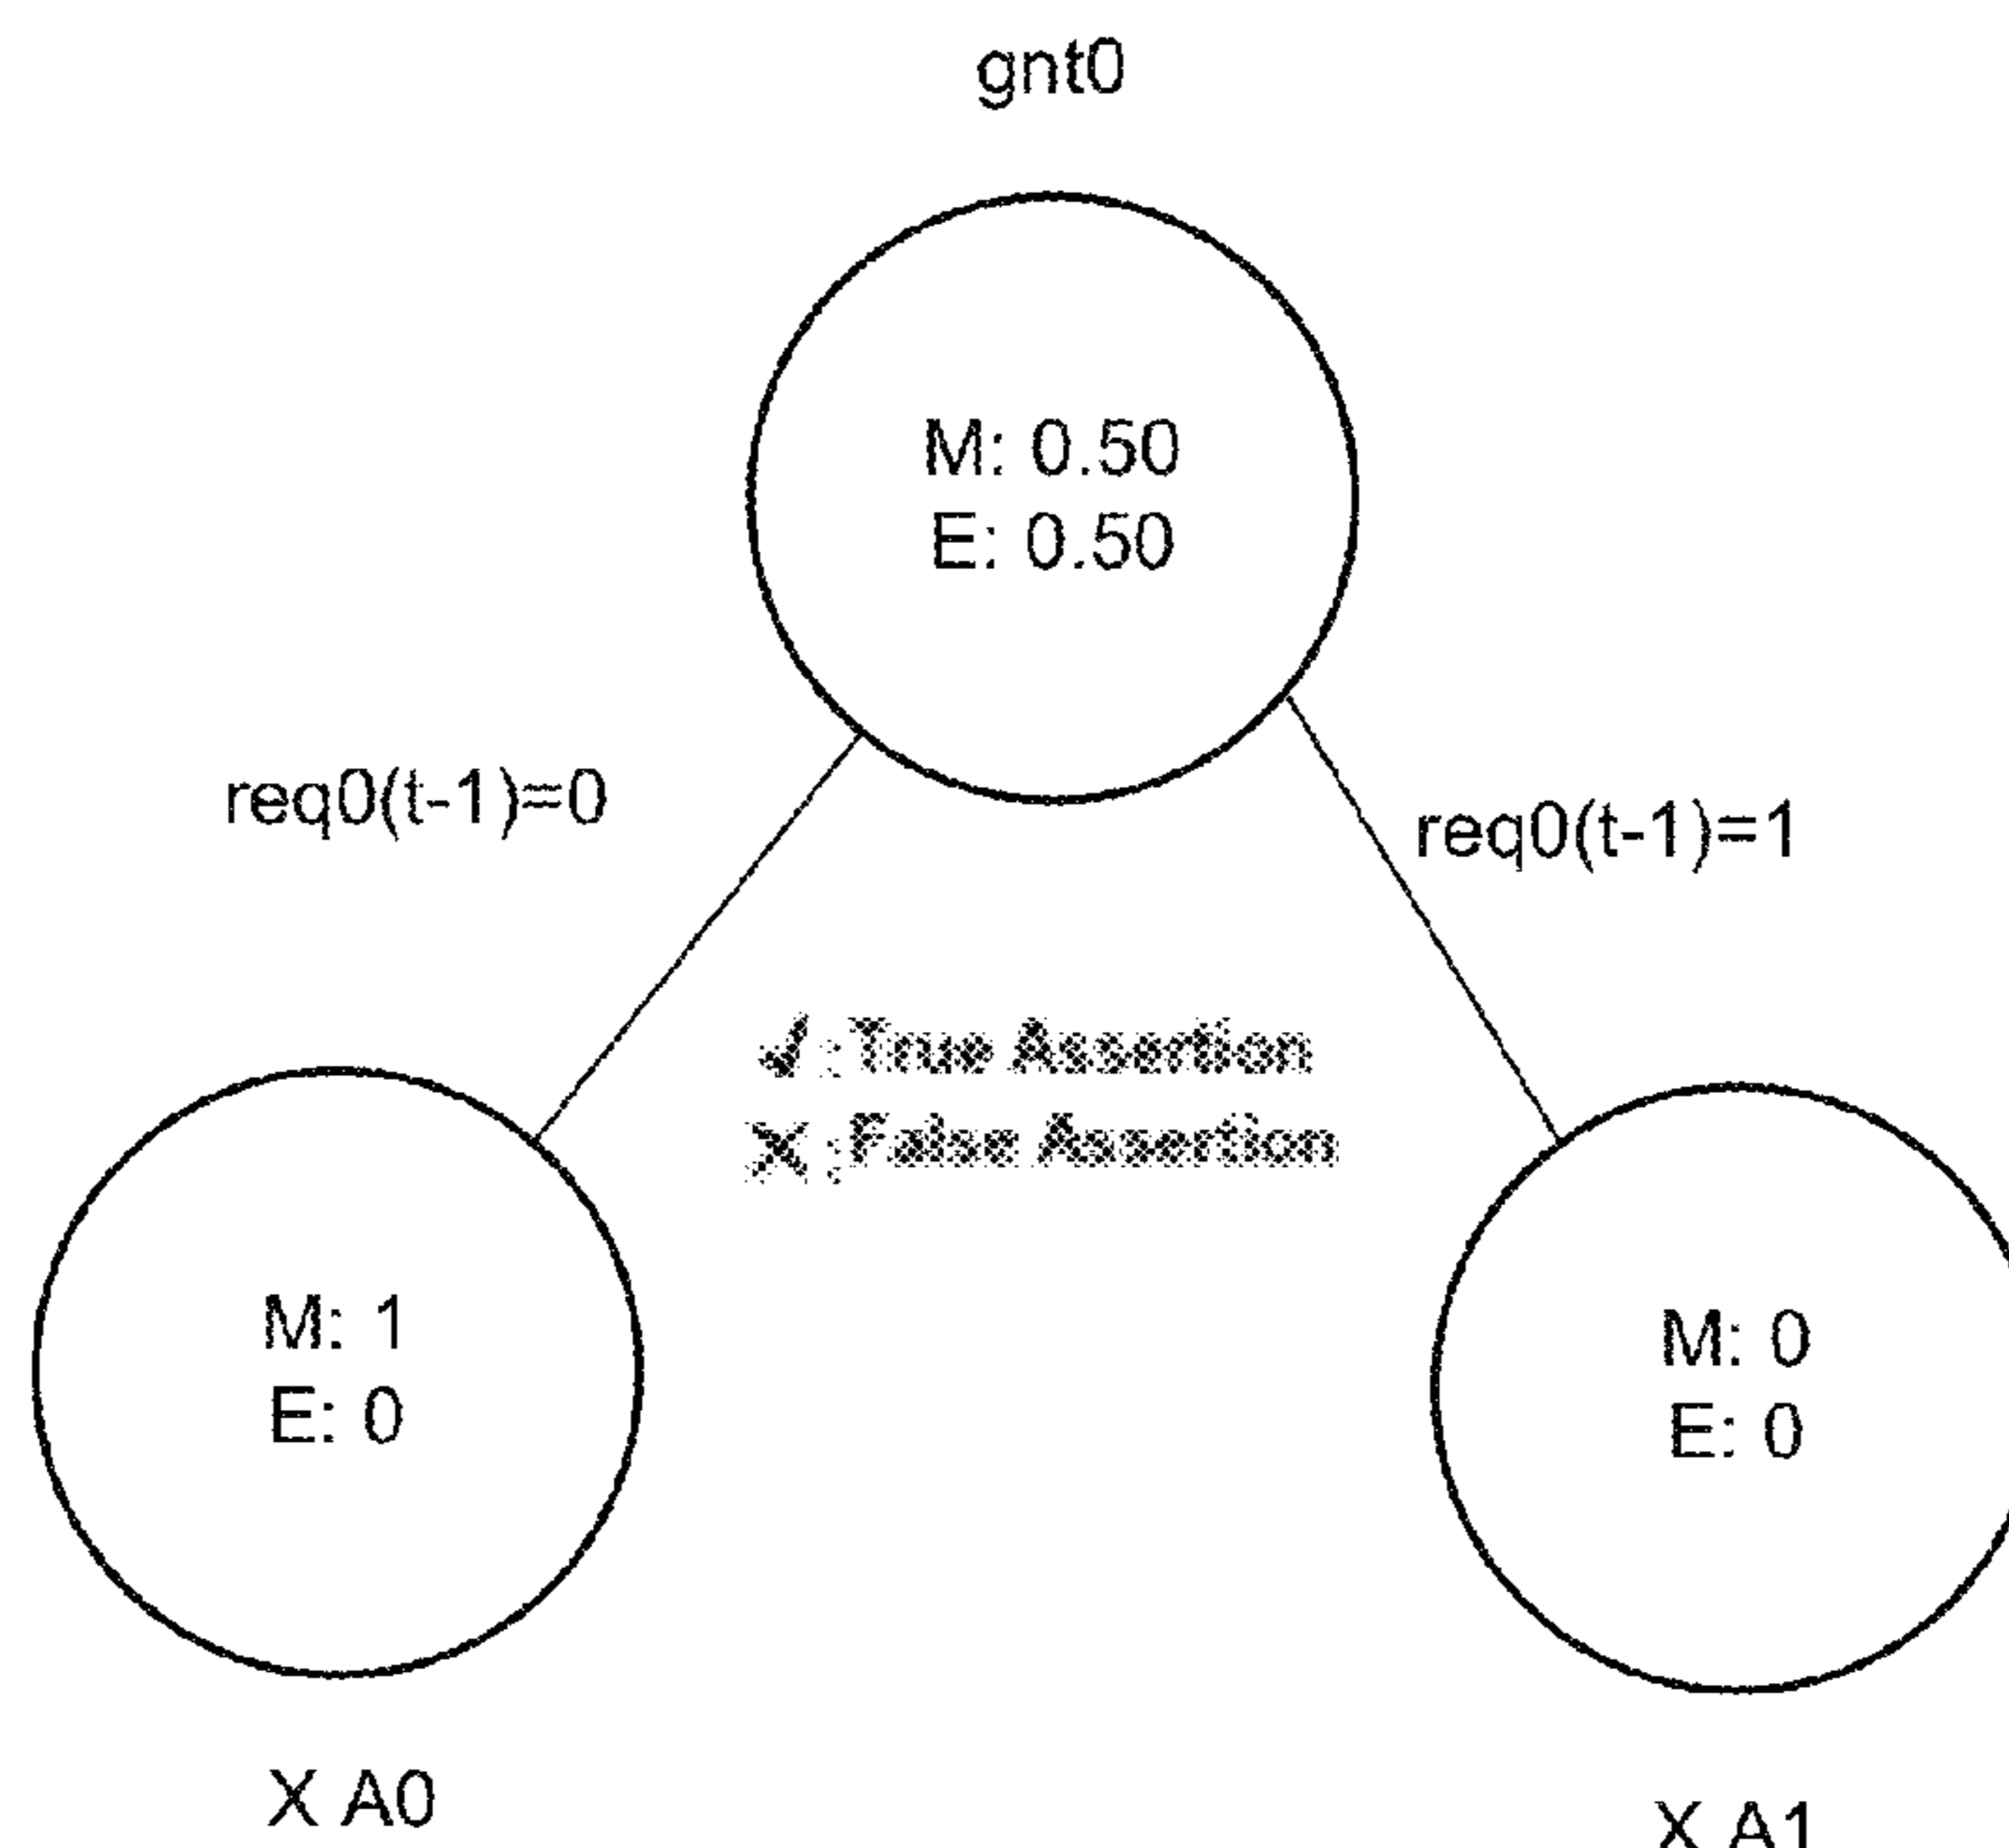 gnt0
M: 0.50
E: 0.50
req0(t-1)=0
req0(t-1)=1
✓: True Assertion
X: False Assertion
M: 1
E: 0
M: 0
E: 0
X A0
X A1